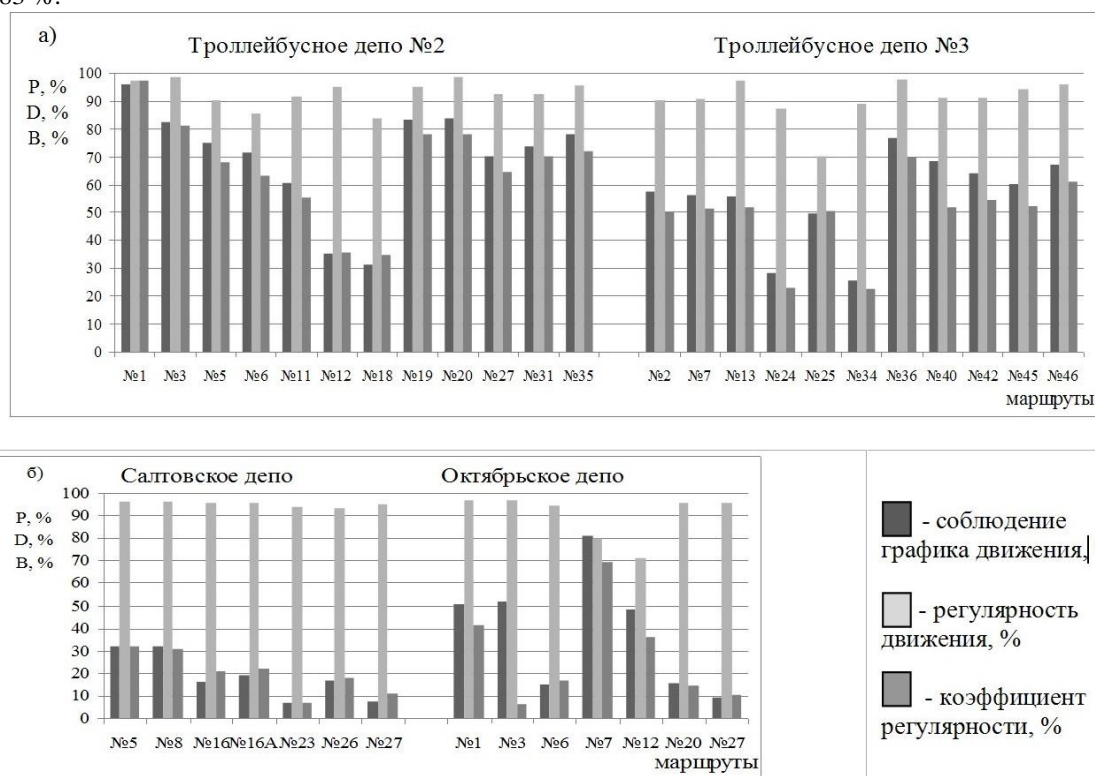 а)
Троллейбусное депо №2 Троллейбусное депо №3
Р, %
D, %
В, %
100
90
80
70
60
50
40
30
20
10
0
№1 №3 №5 №6 №11 №12 №18 №19 №20 №27 №31 №35 №2 №7 №13 №24 №25 №34 №36 №40 №42 №45 №46
маршруты
б)
Салтовское депо Октябрьское депо
Р, %
D, %
В, %
100
90
80
70
60
50
40
30
20
10
0
№5 №8 №16 №16А №23 №26 №27 №1 №3 №6 №7 №12 №20 №27
маршруты
- соблюдение
графика движения,
- регулярность
движения, %
- коэффициент
регулярности, %